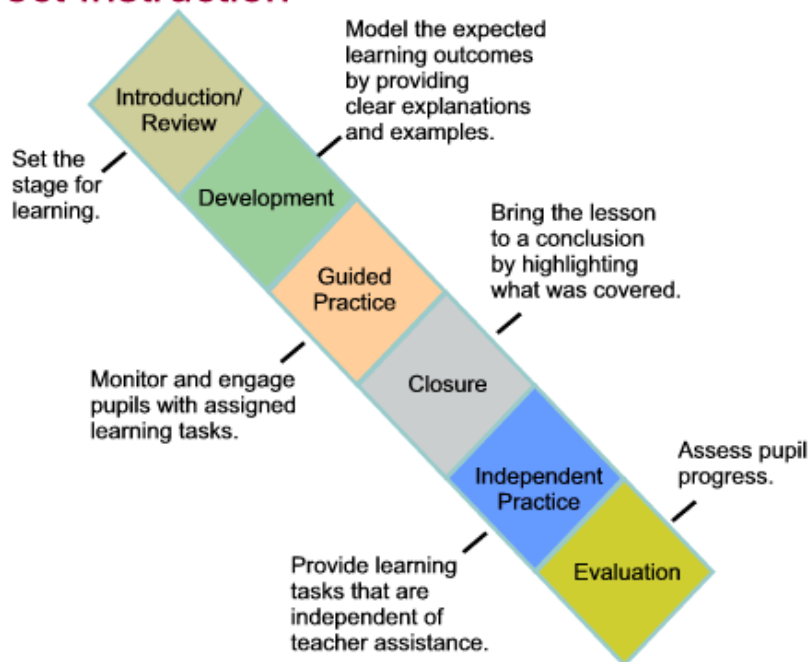 Introduction/
Review
Set the
stage for
learning.
Model the expected
learning outcomes
by providing
clear explanations
and examples.
Development
Guided
Practice
Monitor and engage
pupils with assigned
learning tasks.
Bring the lesson
to a conclusion
by highlighting
what was covered.
Closure
Independent
Practice
Provide learning
tasks that are
independent of
teacher assistance.
Assess pupil
progress.
Evaluation